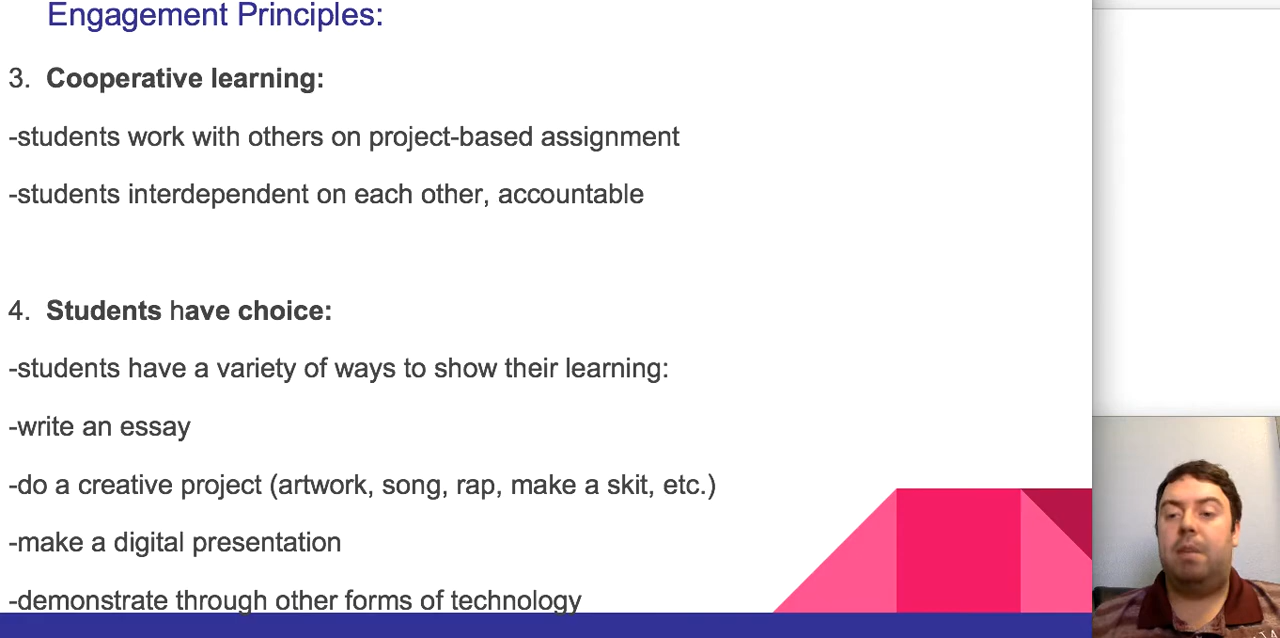 Engagement Principles:
3. Cooperative learning:
-students work with others on project-based assignment
-students interdependent on each other, accountable
4. Students have choice:
-students have a variety of ways to show their learning:
-write an essay
-do a creative project (artwork, song, rap, make a skit, etc.)
-make a digital presentation
-demonstrate through other forms of technology